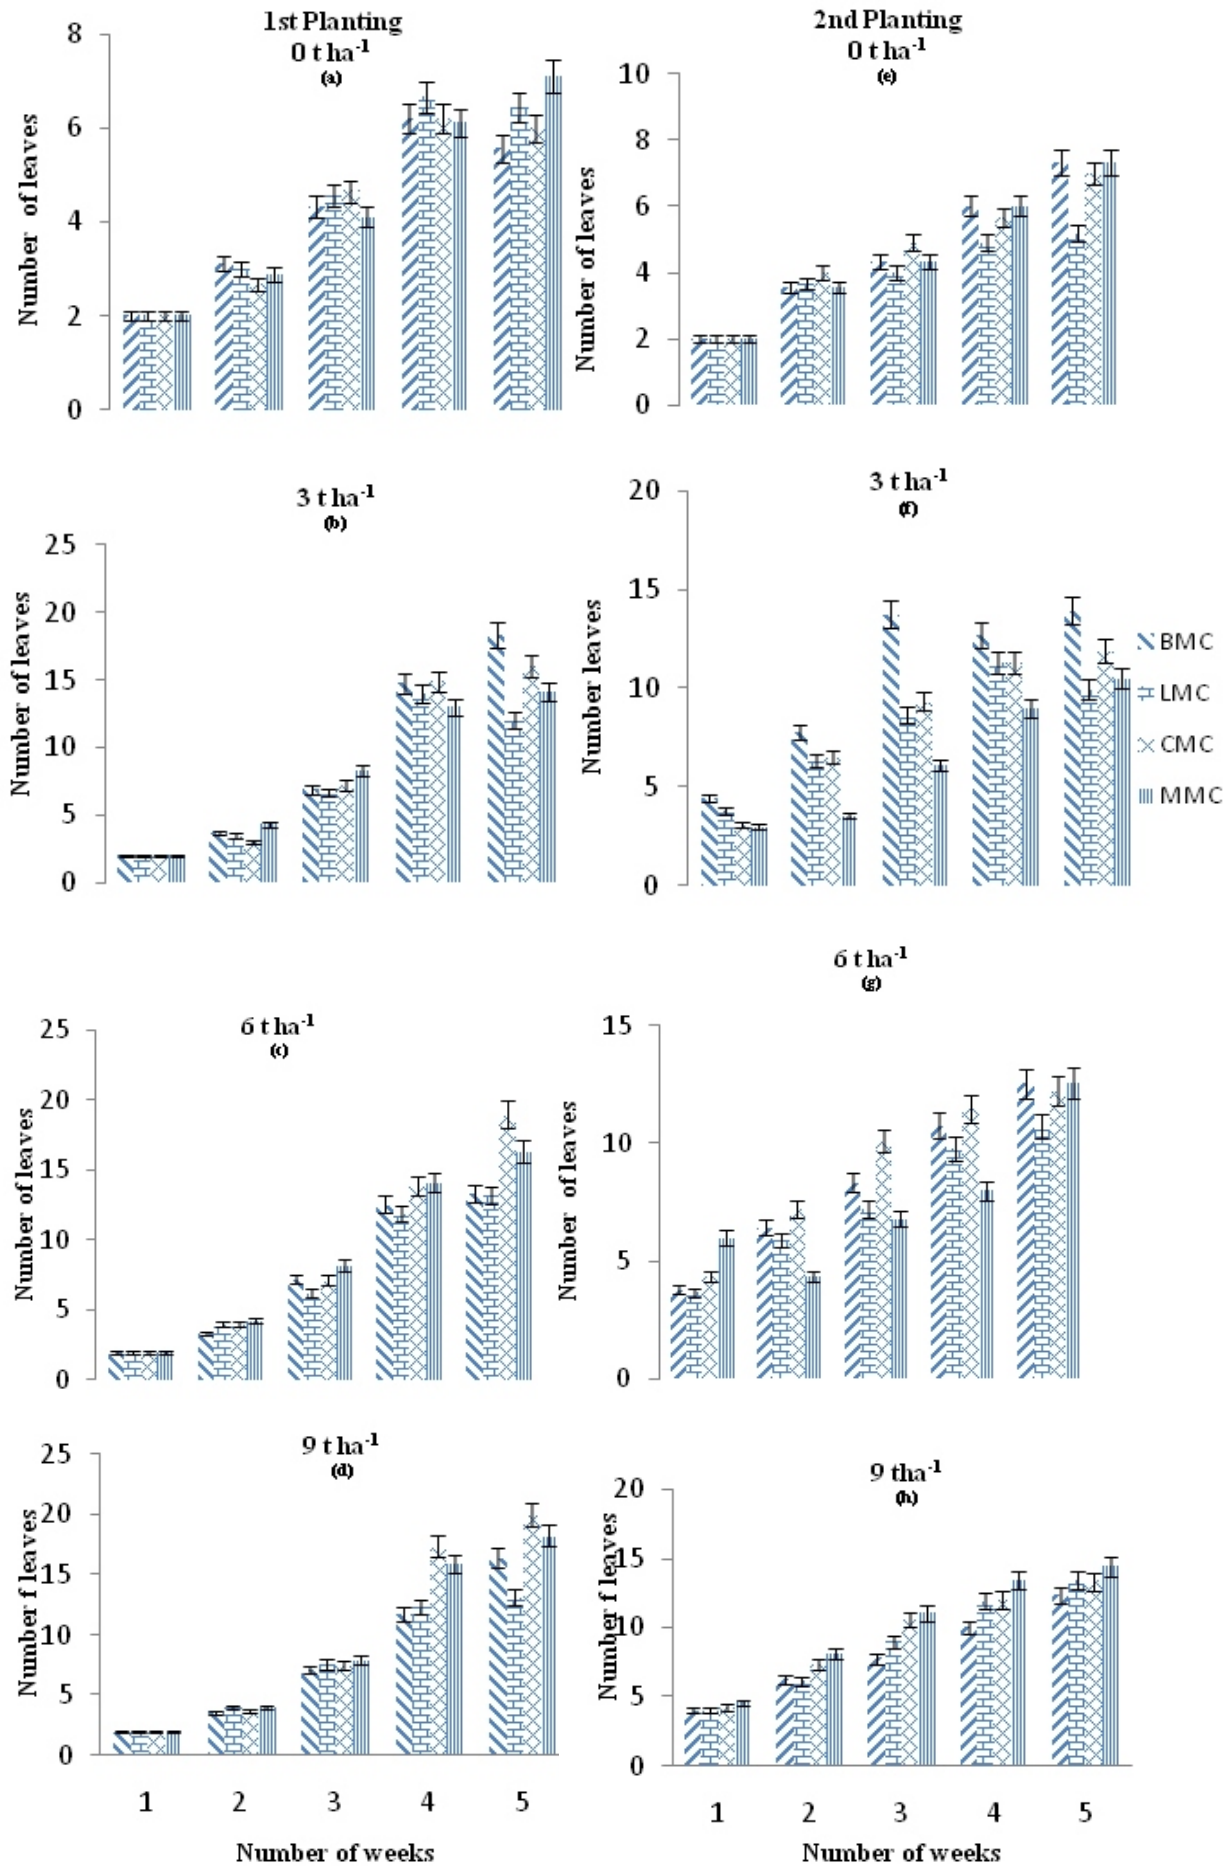 1st Planting
0 t ha-1
(a)
8
6
4
2
0
Number of leaves
2nd Planting
0 t ha-1
(e)
10
8
6
4
2
0
Number of leaves
3 t ha-1
(b)
25
20
15
10
5
0
Number of leaves
3 t ha-1
(f)
20
15
10
5
0
Number leaves
BMC
LMC
CMC
MMC
6 t ha-1
(c)
25
20
15
10
5
0
Number of leaves
6 t ha-1
(g)
15
10
5
0
Number of leaves
9 t ha-1
(d)
25
20
15
10
5
0
Number f leaves
1 2 3 4 5
Number of weeks
9 tha-1
(h)
20
15
10
5
0
Number f leaves
1 2 3 4 5
Number of weeks